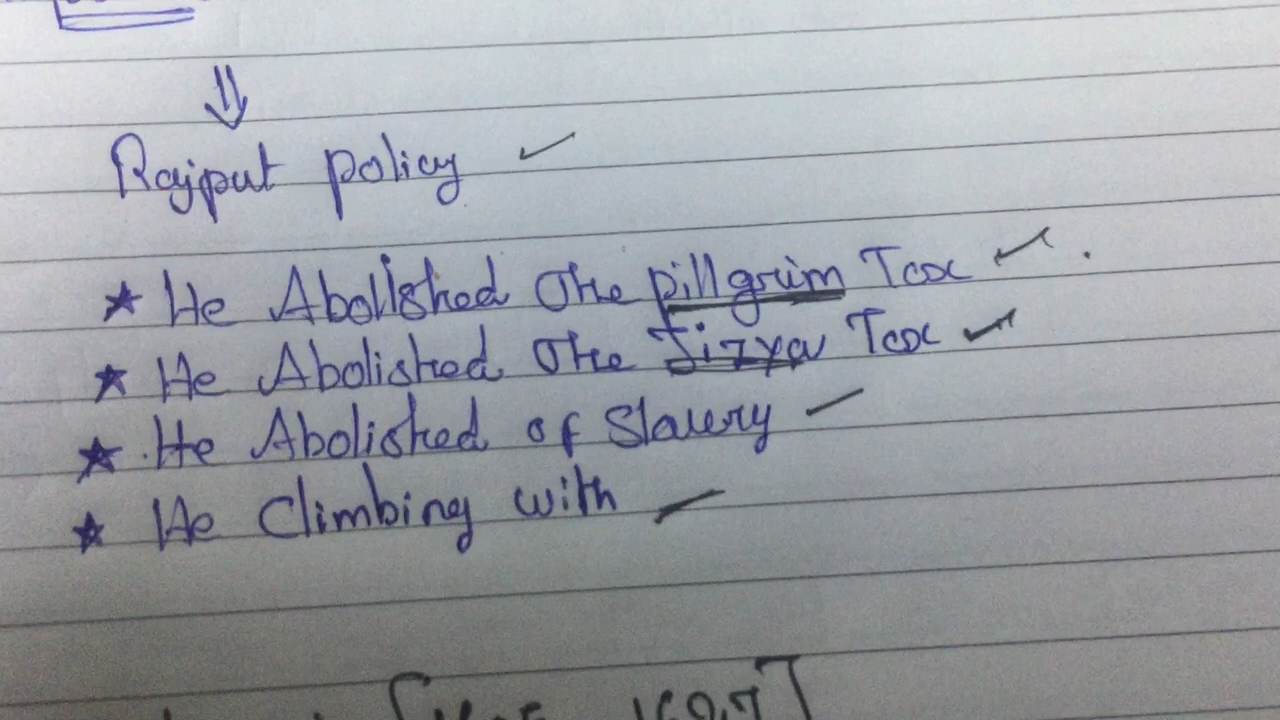 Rajput policy
He Abolished The pillgrim Tax
He Abolished The Jizya Tax
He Abolished of Slavery
He Climbing with